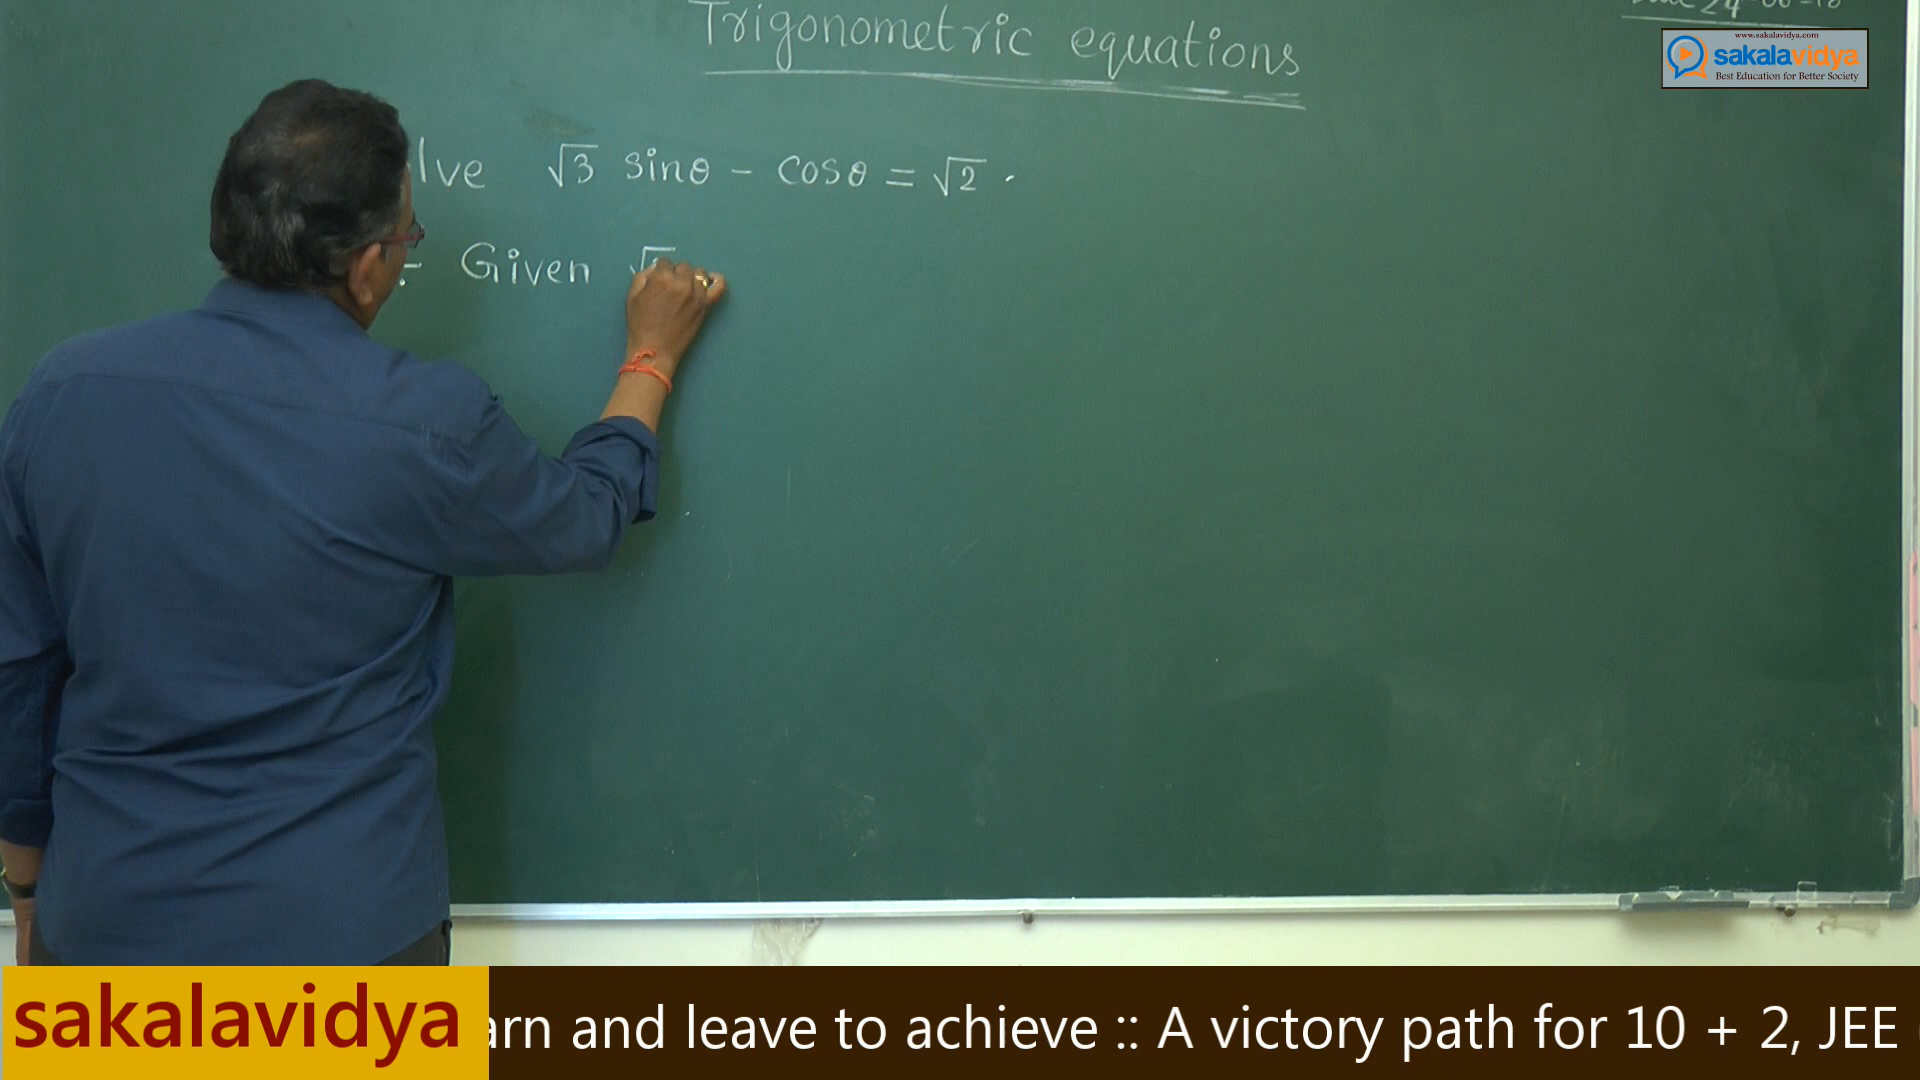 Trigonometric equations
www.sakalavidya.com
sakalavidya
Best Education for Better Society
lve √3 sinθ - cosθ = √2 .
:- Given √
sakalavidya
arn and leave to achieve :: A victory path for 10 + 2, JEE